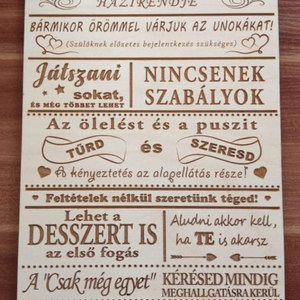 HÁZIRENDJE
BÁRMIKOR ÖRÖMMEL VÁRJUK AZ UNOKÁKAT!
(Szülőknek előzetes bejelentkezés szükséges)
Játszani
sokat,
ÉS MÉG TÖBBET LEHET
NINCSENEK
SZABÁLYOK
Az ölelést és a puszit
TŰRD és SZERESD
A kényeztetés az alapellátás része!
Feltételek nélkül szeretünk téged!
Lehet a
DESSZERT IS
az első fogás
Aludni akkor kell,
ha TE is akarsz
A "Csak még egyet"
KÉRÉSED MINDIG
MEGHALLGATÁSRA KERÜL